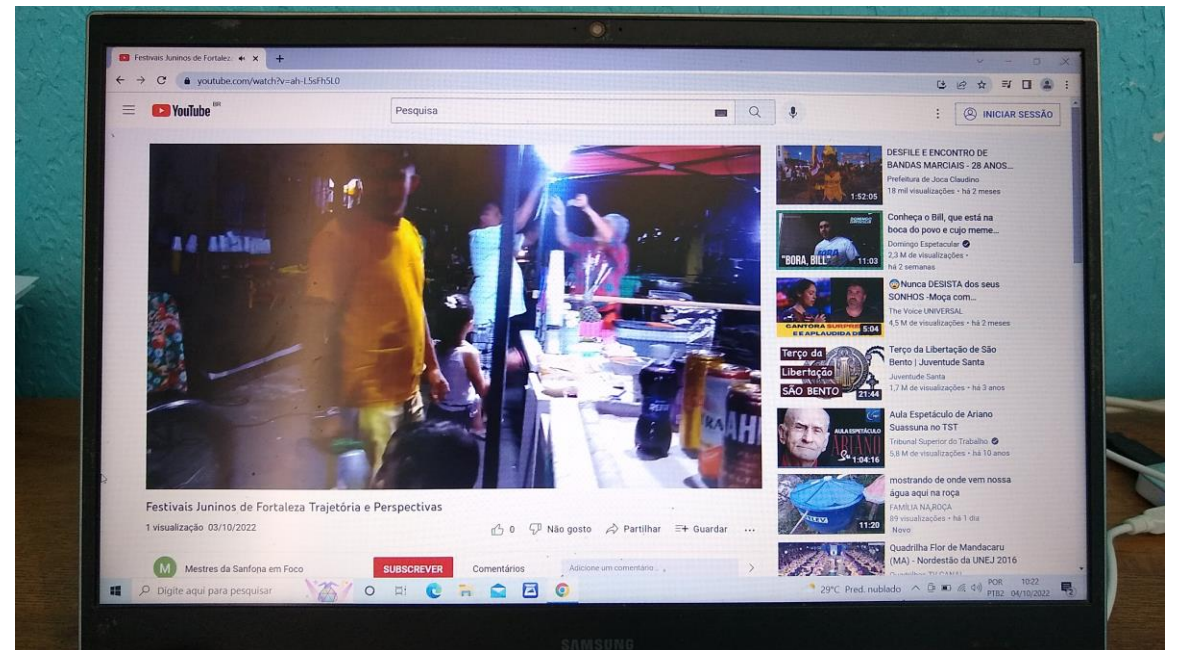 Festivais Juninos de Fortalez
youtube.com/watch?v=ah-L5sFh5L0
YouTube BR
Pesquisa
INICIAR SESSÃO
DESFILE E ENCONTRO DE
BANDAS MARCIAIS - 28 ANOS...
Prefeitura de Joca Claudino
18 mil visualizações • há 2 meses
1:52:05
Conheça o Bill, que está na
boca do povo e cujo meme...
Domingo Espetacular
2,3 M de visualizações •
há 2 semanas
"BORA, BILL"
11:03
Nunca DESISTA dos seus
SONHOS -Moça com...
The Voice UNIVERSAL
4,5 M de visualizações • há 2 meses
CANTORA
5:04
Terço da Libertação de São
Bento | Juventude Santa
Juventude Santa
1,7 M de visualizações • há 3 anos
Terço da
Libertação
SÃO BENTO
21:44
Aula Espetáculo de Ariano
Suassuna no TST
Tribunal Superior do Trabalho
5,8 M de visualizações • há 10 anos
AULA ESPETÁCULO
ARIANO
Su
1:04:16
mostrando de onde vem nossa
água aqui na roça
FAMÍLIA NA,ROÇA
89 visualizações • há 1 dia
Novo
11:20
Quadrilha Flor de Mandacaru
(MA) - Nordestão da UNEJ 2016
Festivais Juninos de Fortaleza Trajetória e Perspectivas
1 visualização 03/10/2022
0 Não gosto Partilhar Guardar ...
M Mestres da Sanfona em Foco
SUBSCREVER
Comentários
Adicione um comentário...
Digite aqui para pesquisar
29°C Pred. nublado
POR 10:22
PTB2 04/10/2022
2
SAMSUNG